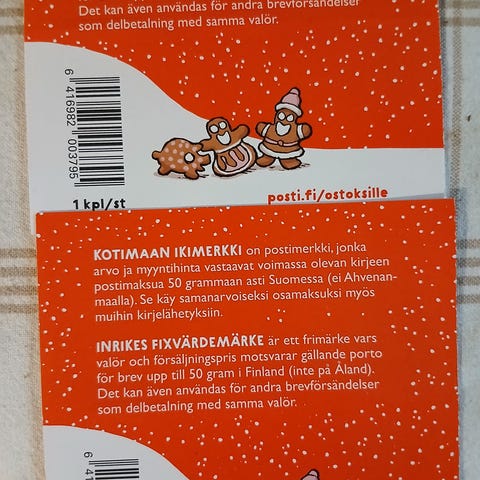 Det kan även användas för andra brevförsändelser
som delbetalning med samma valör.
6 416982 003795
1 kpl/st
posti.fi/ostoksille
KOTIMAAN IKIMERKKI on postimerkki, jonka
arvo ja myyntihinta vastaavat voimassa olevan kirjeen
postimaksua 50 grammaan asti Suomessa (ei Ahvenan-
maalla). Se käy samanarvoiseksi osamaksuksi myös
muihin kirjelähetyksiin.
INRIKES FIXVÄRDEMÄRKE är ett frimärke vars
valör och försäljningspris motsvarar gällande porto
för brev upp till 50 gram i Finland (inte på Åland).
Det kan även användas för andra brevförsändelser
som delbetalning med samma valör.
6 41